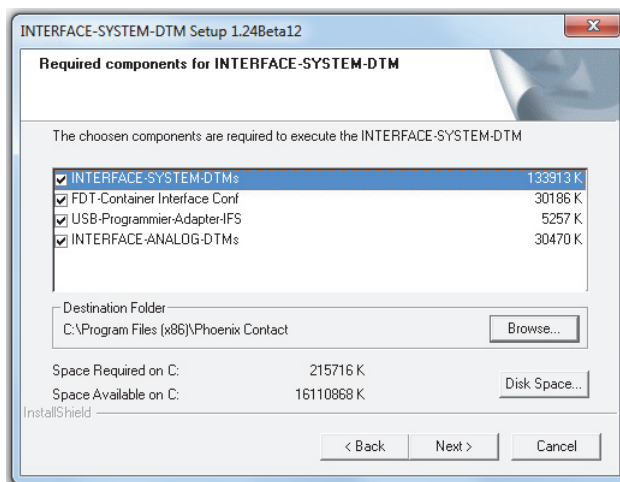 INTERFACE-SYSTEM-DTM Setup 1.24Beta12
Required components for INTERFACE-SYSTEM-DTM
The choosen components are required to execute the INTERFACE-SYSTEM-DTM
INTERFACE-SYSTEM-DTMs 133913 K
FDT-Container Interface Conf 30186 K
USB-Programmier-Adapter-IFS 5257 K
INTERFACE-ANALOG-DTMs 30470 K
Destination Folder
C:\Program Files (x86)\Phoenix Contact
Browse...
Space Required on C: 215716 K
Space Available on C: 16110868 K
Disk Space...
InstallShield
< Back Next > Cancel